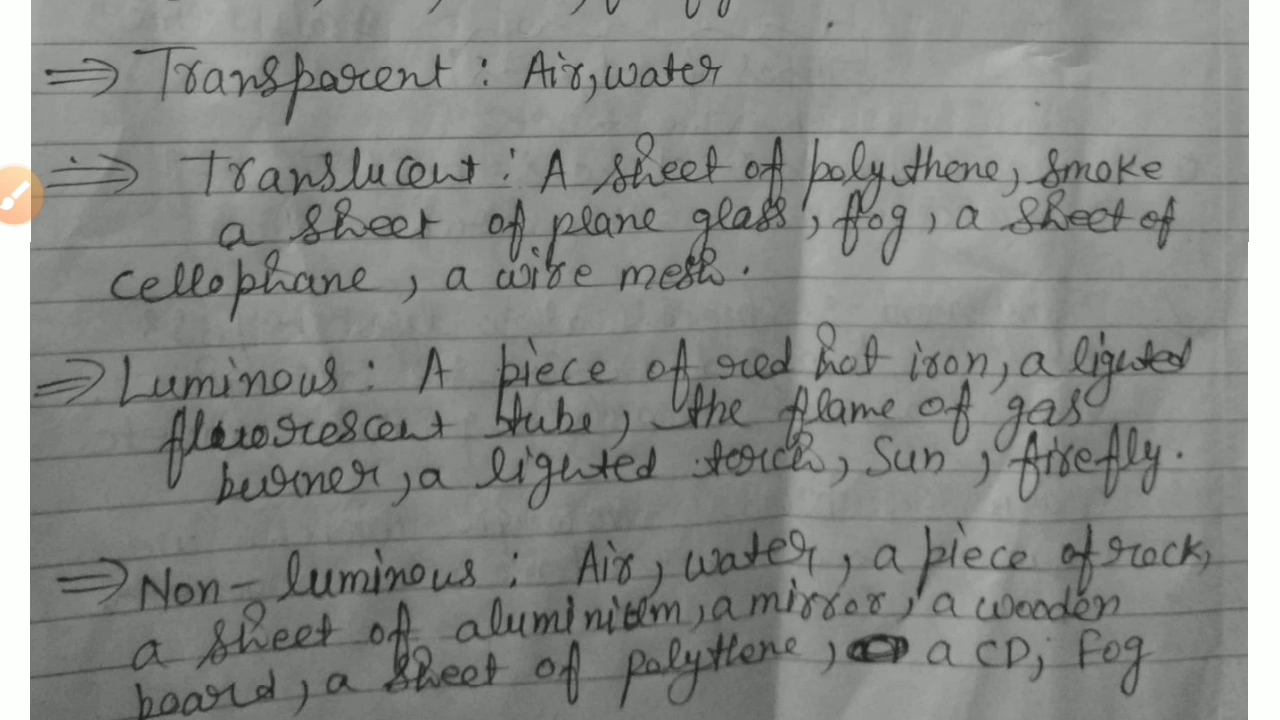 ⇒ Transparent : Air, water
⇒ Translucent : A sheet of polythene, smoke
a sheet of plane glass, fog, a sheet of
cellophane, a wire mesh.
⇒ Luminous : A piece of red hot iron, a lighted
fluorescent tube, the flame of gas
burner, a lighted torch, Sun, firefly.
⇒ Non-luminous : Air, water, a piece of rock,
a sheet of aluminium, a mirror, a wooden
board, a sheet of polythene, a CD, Fog